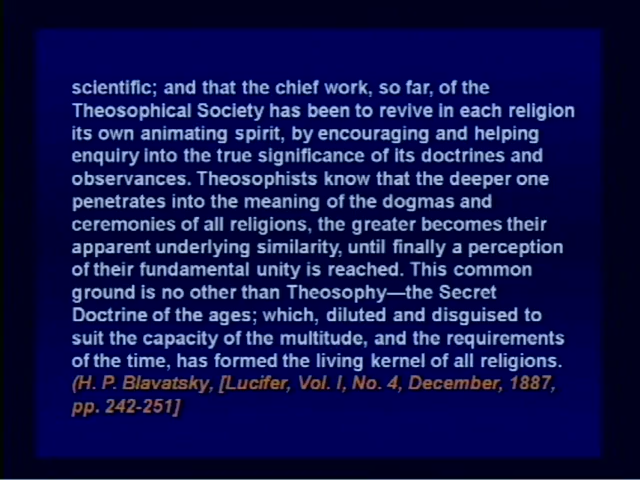 scientific; and that the chief work, so far, of the
Theosophical Society has been to revive in each religion
its own animating spirit, by encouraging and helping
enquiry into the true significance of its doctrines and
observances. Theosophists know that the deeper one
penetrates into the meaning of the dogmas and
ceremonies of all religions, the greater becomes their
apparent underlying similarity, until finally a perception
of their fundamental unity is reached. This common
ground is no other than Theosophy—the Secret
Doctrine of the ages; which, diluted and disguised to
suit the capacity of the multitude, and the requirements
of the time, has formed the living kernel of all religions.
(H. P. Blavatsky, [Lucifer, Vol. I, No. 4, December, 1887,
pp. 242-251]